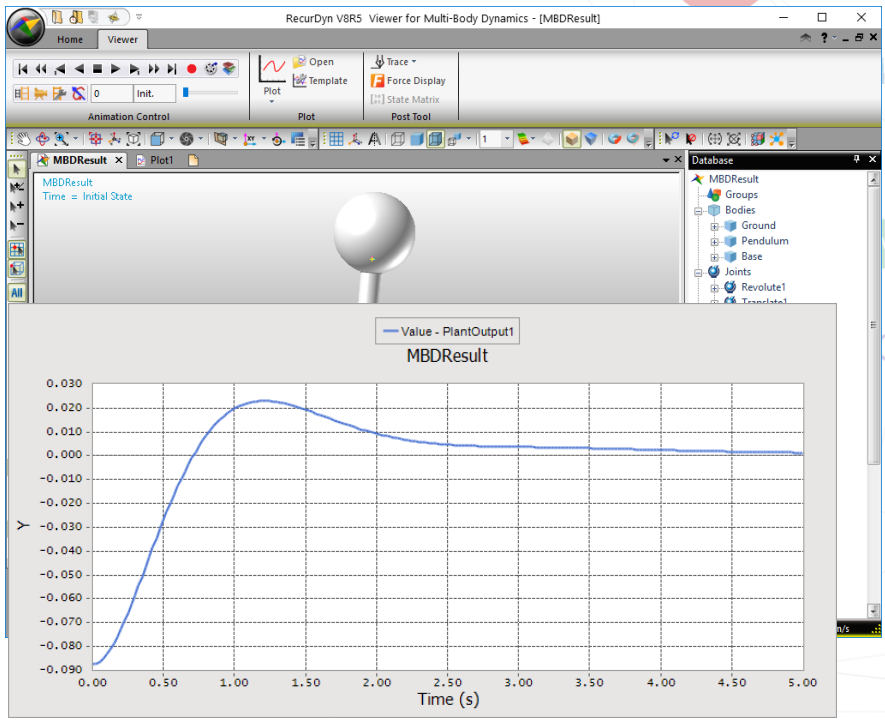 RecurDyn V8R5 Viewer for Multi-Body Dynamics - [MBDResult]
Home Viewer
?
0 Init.
Plot
Open
Template
Trace
Force Display
State Matrix
Animation Control Plot Post Tool
1
MBDResult Plot1
Database
MBDResult
Time = Initial State
All
MBDResult
Groups
Bodies
Ground
Pendulum
Base
Joints
Revolute1
Translate1
Value - PlantOutput1
MBDResult
0.030
0.020
0.010
0.000
-0.010
-0.020
-0.030
-0.040
-0.050
-0.060
-0.070
-0.080
-0.090
Y
0.00 0.50 1.00 1.50 2.00 2.50 3.00 3.50 4.00 4.50 5.00
Time (s)
n/s